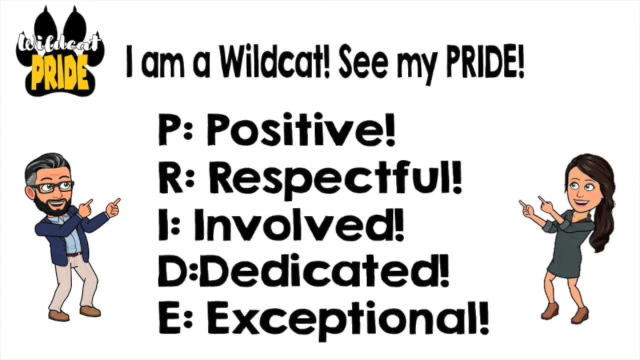 Wildcat
PRIDE
I am a Wildcat! See my PRIDE!
P: Positive!
R: Respectful!
I: Involved!
D:Dedicated!
E: Exceptional!